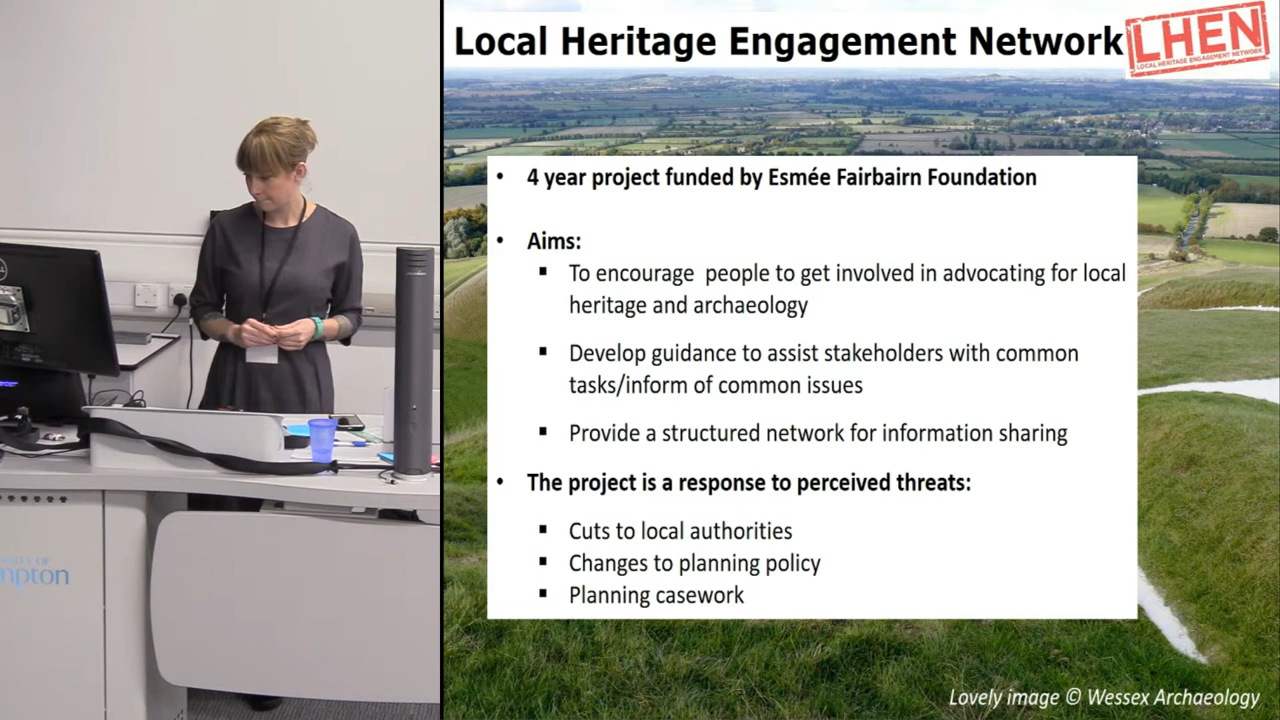 Local Heritage Engagement Network
LHEN
LOCAL HERITAGE ENGAGEMENT NETWORK
• 4 year project funded by Esmée Fairbairn Foundation
• Aims:
▪ To encourage people to get involved in advocating for local
heritage and archaeology
▪ Develop guidance to assist stakeholders with common
tasks/inform of common issues
▪ Provide a structured network for information sharing
• The project is a response to perceived threats:
▪ Cuts to local authorities
▪ Changes to planning policy
▪ Planning casework
Lovely image © Wessex Archaeology